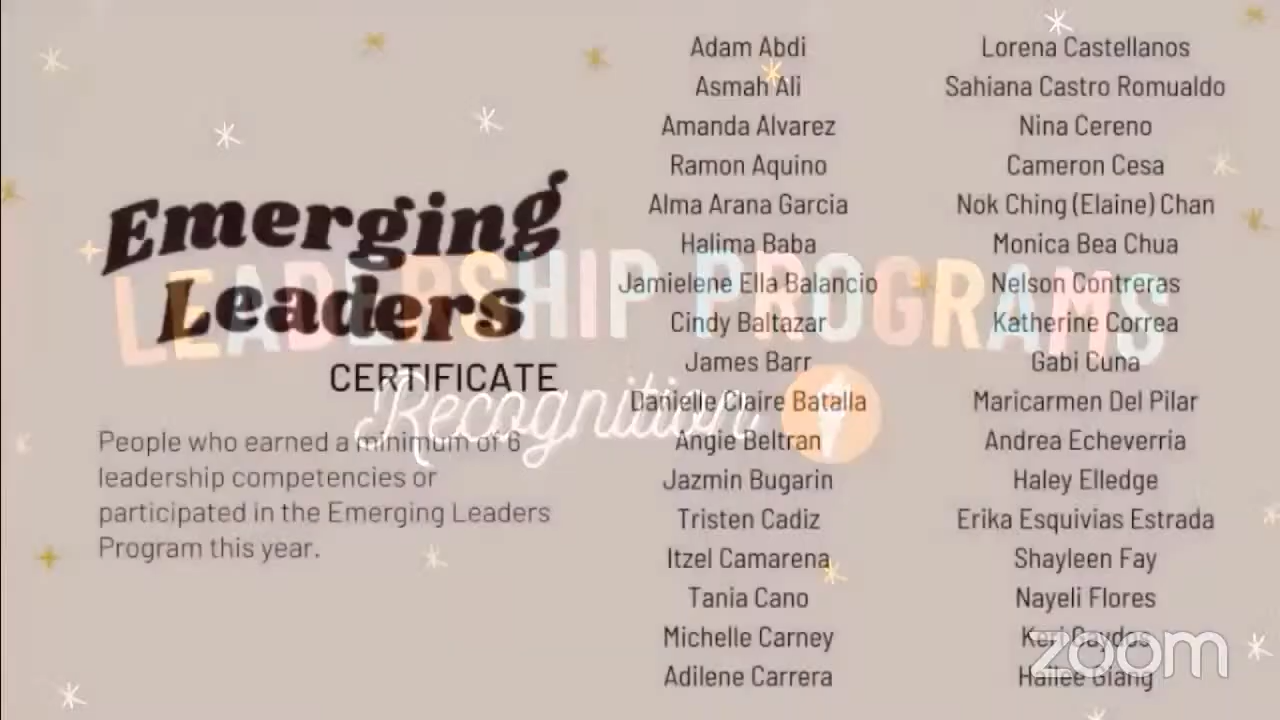 Emerging
Leaders
CERTIFICATE
People who earned a minimum of 6
leadership competencies or
participated in the Emerging Leaders
Program this year.
LEADERSHIP PROGRAMS
Recognition
Adam Abdi
Asmah Ali
Amanda Alvarez
Ramon Aquino
Alma Arana Garcia
Halima Baba
Jamielene Ella Balancio
Cindy Baltazar
James Barr
Danielle Claire Batalla
Angie Beltran
Jazmin Bugarin
Tristen Cadiz
Itzel Camarena
Tania Cano
Michelle Carney
Adilene Carrera
Lorena Castellanos
Sahiana Castro Romualdo
Nina Cereno
Cameron Cesa
Nok Ching (Elaine) Chan
Monica Bea Chua
Nelson Contreras
Katherine Correa
Gabi Cuna
Maricarmen Del Pilar
Andrea Echeverria
Haley Elledge
Erika Esquivias Estrada
Shayleen Fay
Nayeli Flores
Keri Gaydos
Hailee Giang
zoom